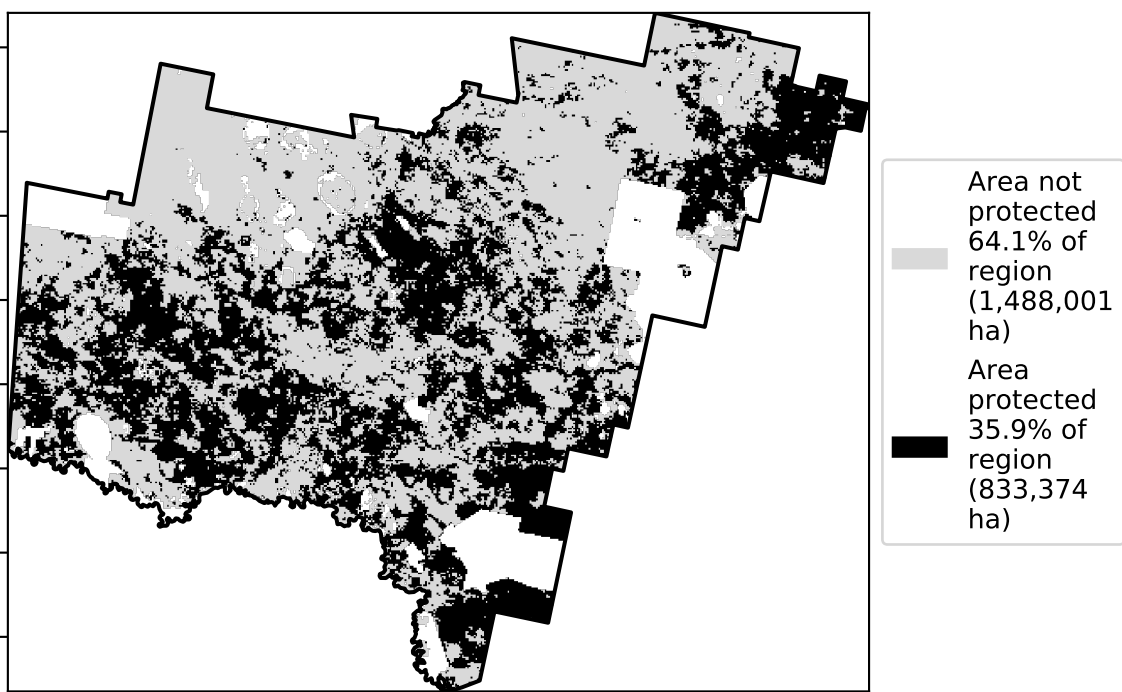 Area not
protected
64.1% of
region
(1,488,001
ha)
Area
protected
35.9% of
region
(833,374
ha)